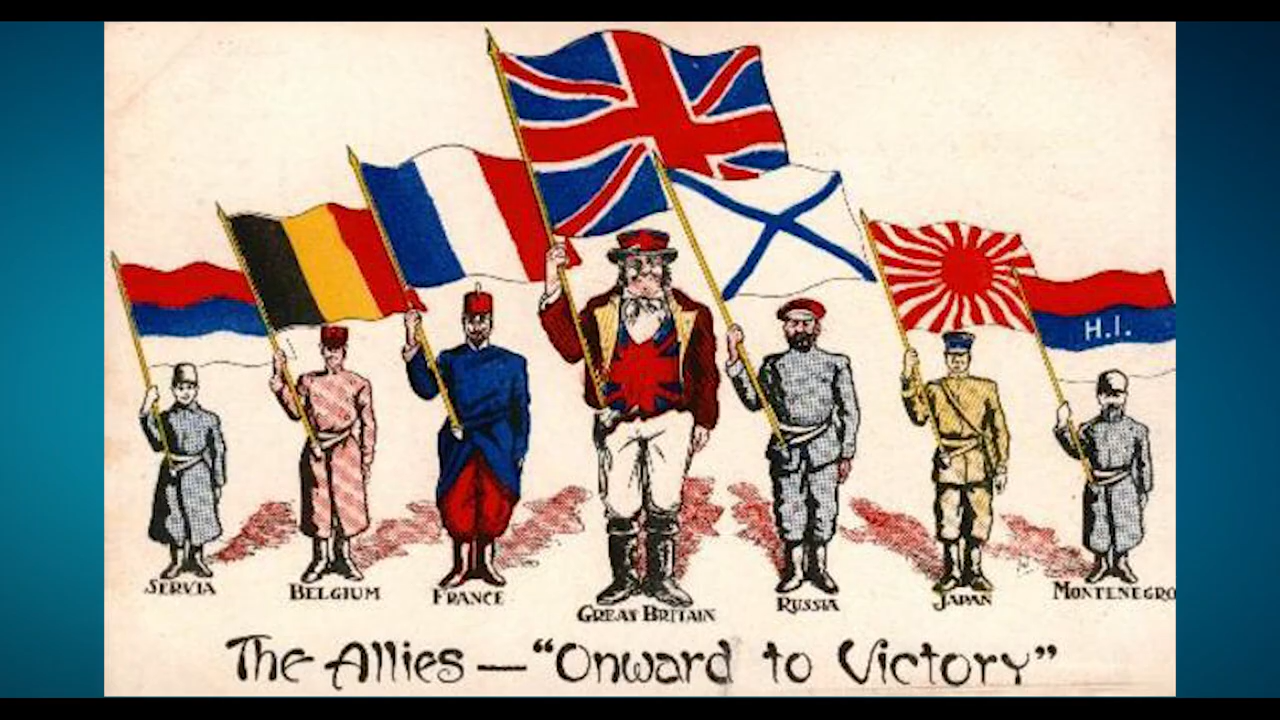 H.I.
SERVIA
BELGIUM
FRANCE
GREAT BRITAIN
RUSSIA
JAPAN
MONTENEGRO
The Allies — "Onward to Victory"